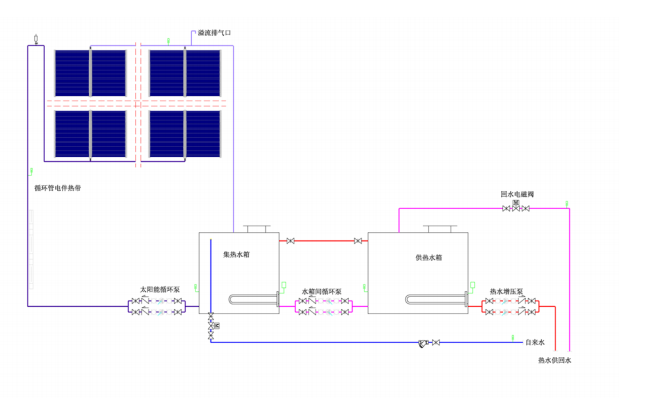 溢流排气口
循环管电伴热带
回水电磁阀
集热水箱
供热水箱
太阳能循环泵
水箱间循环泵
热水增压泵
自来水
热水供回水